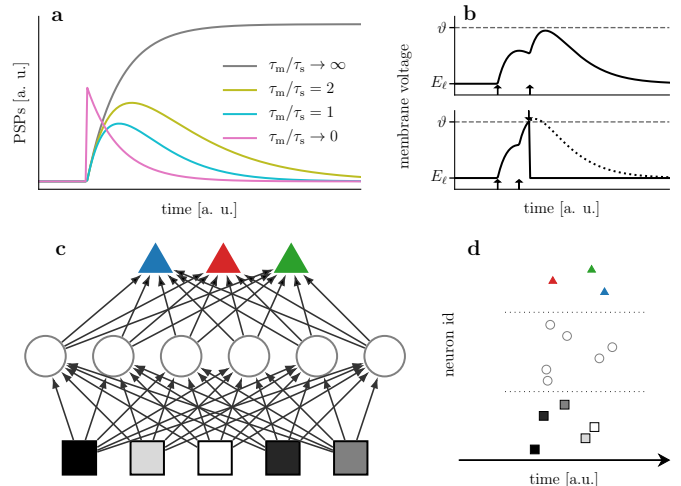 a
PSPs [a. u.]
τm/τs → ∞
τm/τs = 2
τm/τs = 1
τm/τs → 0
time [a. u.]
b
membrane voltage
ϑ
Eℓ
ϑ
Eℓ
time [a. u.]
c
d
neuron id
time [a.u.]